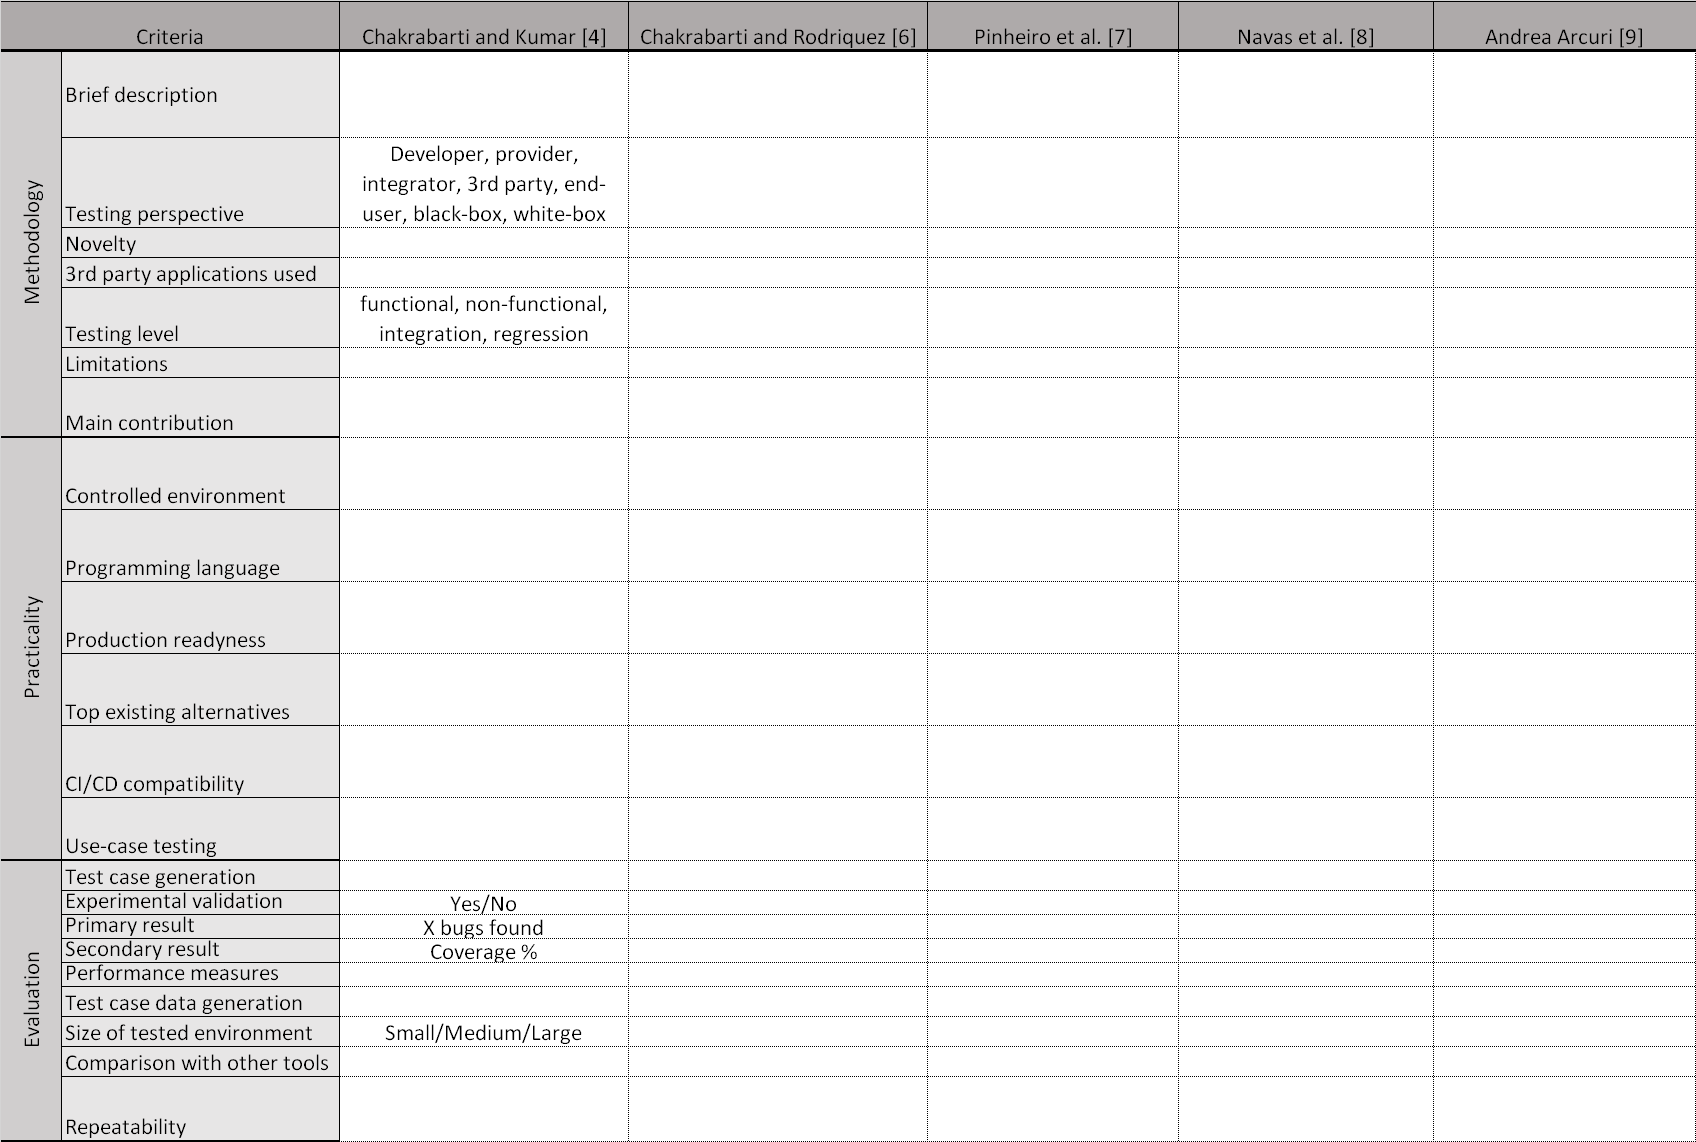 Criteria
Chakrabarti and Kumar [4]
Chakrabarti and Rodriquez [6]
Pinheiro et al. [7]
Navas et al. [8]
Andrea Arcuri [9]
Methodology
Brief description
Testing perspective
Developer, provider,
integrator, 3rd party, end-
user, black-box, white-box
Novelty
3rd party applications used
Testing level
functional, non-functional,
integration, regression
Limitations
Main contribution
Practicality
Controlled environment
Programming language
Production readyness
Top existing alternatives
CI/CD compatibility
Use-case testing
Evaluation
Test case generation
Experimental validation
Yes/No
Primary result
X bugs found
Secondary result
Coverage %
Performance measures
Test case data generation
Size of tested environment
Small/Medium/Large
Comparison with other tools
Repeatability